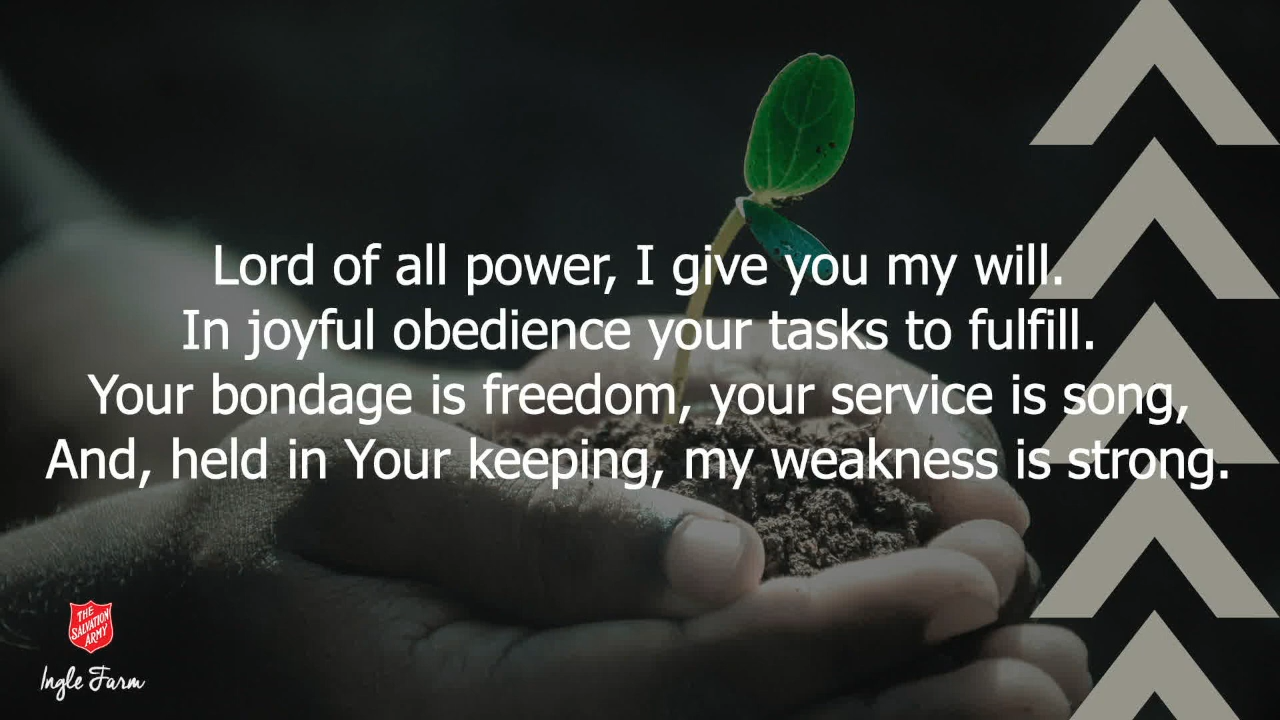 Lord of all power, I give you my will.
In joyful obedience your tasks to fulfill.
Your bondage is freedom, your service is song,
And, held in Your keeping, my weakness is strong.
THE
SALVATION
ARMY
Ingle Farm